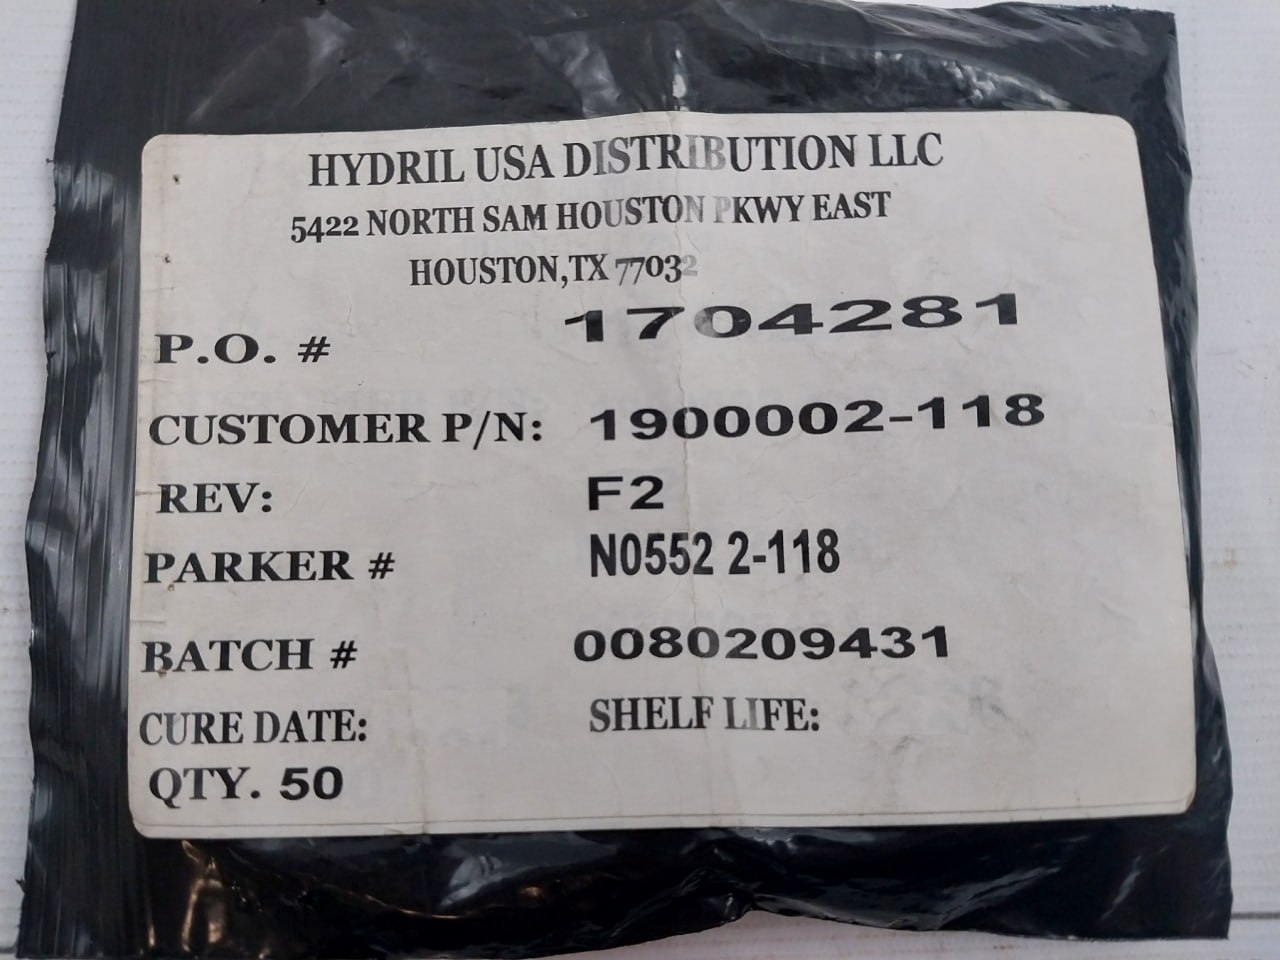 HYDRIL USA DISTRIBUTION LLC
5422 NORTH SAM HOUSTON PKWY EAST
HOUSTON,TX 77032
P.O. # 1704281
CUSTOMER P/N: 1900002-118
REV: F2
PARKER # N0552 2-118
BATCH # 0080209431
CURE DATE: SHELF LIFE:
QTY. 50